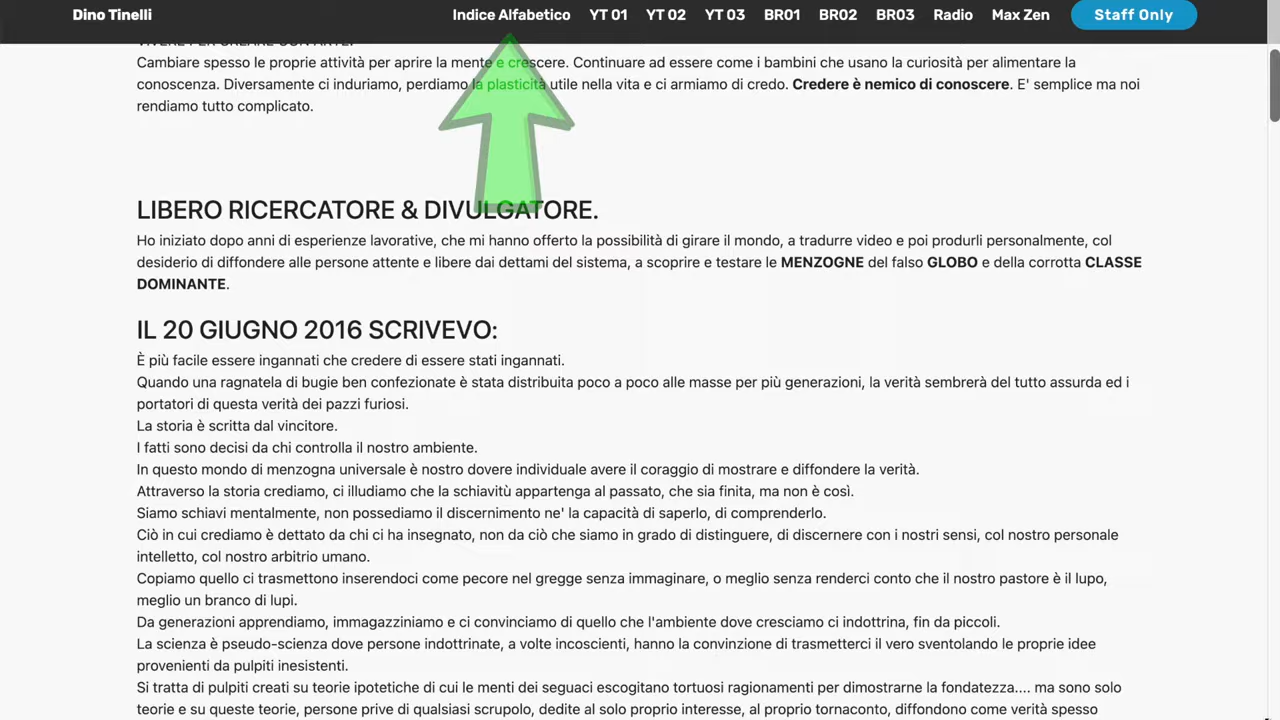 Dino Tinelli
Indice Alfabetico YT 01 YT 02 YT 03 BR01 BR02 BR03 Radio Max Zen Staff Only
VIVERE PER CREARE CON ARTE.
Cambiare spesso le proprie attività per aprire la mente e crescere. Continuare ad essere come i bambini che usano la curiosità per alimentare la
conoscenza. Diversamente ci induriamo, perdiamo la plasticità utile nella vita e ci armiamo di credo. Credere è nemico di conoscere. E' semplice ma noi
rendiamo tutto complicato.
LIBERO RICERCATORE & DIVULGATORE.
Ho iniziato dopo anni di esperienze lavorative, che mi hanno offerto la possibilità di girare il mondo, a tradurre video e poi produrli personalmente, col
desiderio di diffondere alle persone attente e libere dai dettami del sistema, a scoprire e testare le MENZOGNE del falso GLOBO e della corrotta CLASSE
DOMINANTE.
IL 20 GIUGNO 2016 SCRIVEVO:
È più facile essere ingannati che credere di essere stati ingannati.
Quando una ragnatela di bugie ben confezionate è stata distribuita poco a poco alle masse per più generazioni, la verità sembrerà del tutto assurda ed i
portatori di questa verità dei pazzi furiosi.
La storia è scritta dal vincitore.
I fatti sono decisi da chi controlla il nostro ambiente.
In questo mondo di menzogna universale è nostro dovere individuale avere il coraggio di mostrare e diffondere la verità.
Attraverso la storia crediamo, ci illudiamo che la schiavitù appartenga al passato, che sia finita, ma non è così.
Siamo schiavi mentalmente, non possediamo il discernimento ne' la capacità di saperlo, di comprenderlo.
Ciò in cui crediamo è dettato da chi ci ha insegnato, non da ciò che siamo in grado di distinguere, di discernere con i nostri sensi, col nostro personale
intelletto, col nostro arbitrio umano.
Copiamo quello ci trasmettono inserendoci come pecore nel gregge senza immaginare, o meglio senza renderci conto che il nostro pastore è il lupo,
meglio un branco di lupi.
Da generazioni apprendiamo, immagazziniamo e ci convinciamo di quello che l'ambiente dove cresciamo ci indottrina, fin da piccoli.
La scienza è pseudo-scienza dove persone indottrinate, a volte incoscienti, hanno la convinzione di trasmetterci il vero sventolando le proprie idee
provenienti da pulpiti inesistenti.
Si tratta di pulpiti creati su teorie ipotetiche di cui le menti dei seguaci escogitano tortuosi ragionamenti per dimostrarne la fondatezza.... ma sono solo
teorie e su queste teorie, persone prive di qualsiasi scrupolo, dedite al solo proprio interesse, al proprio tornaconto, diffondono come verità spesso